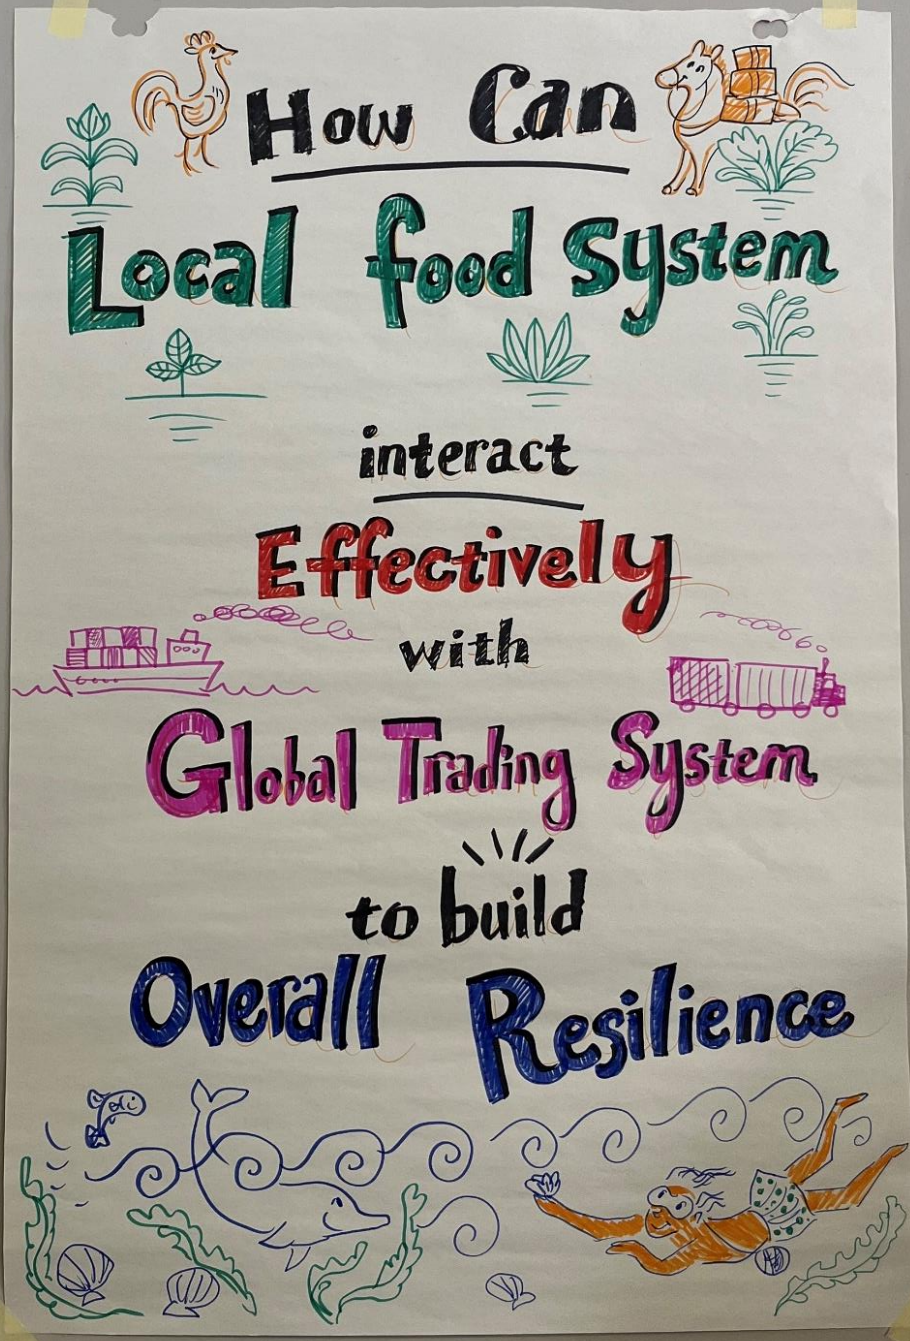 How Can
Local food System
interact
Effectively
with
Global Trading System
to build
Overall Resilience